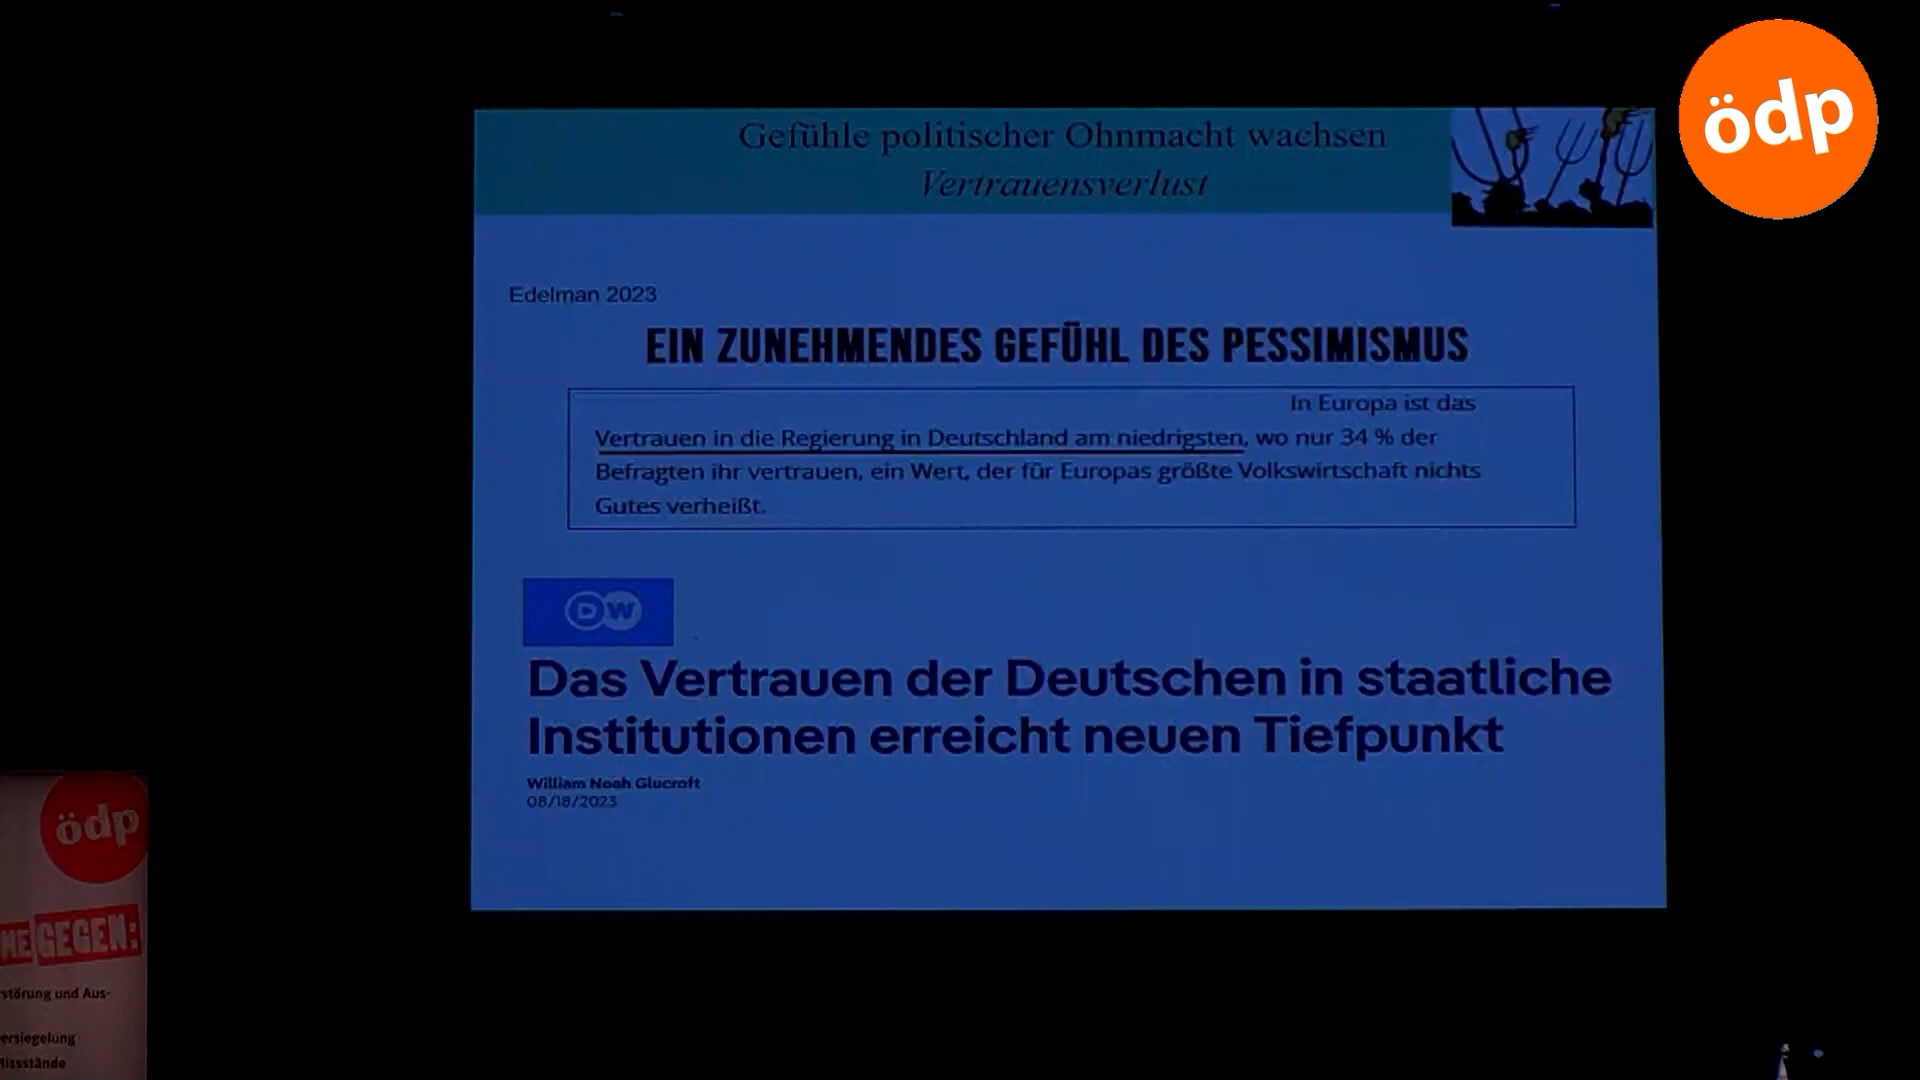 ödp
Gefühle politischer Ohnmacht wachsen
Vertrauensverlust
Edelman 2023
EIN ZUNEHMENDES GEFÜHL DES PESSIMISMUS
In Europa ist das
Vertrauen in die Regierung in Deutschland am niedrigsten, wo nur 34 % der
Befragten ihr vertrauen, ein Wert, der für Europas größte Volkswirtschaft nichts
Gutes verheißt.
DW
Das Vertrauen der Deutschen in staatliche
Institutionen erreicht neuen Tiefpunkt
William Noah Glucroft
08/18/2023
ödp
ME GEGEN:
störung und Aus-
ersiegelung
Missstände